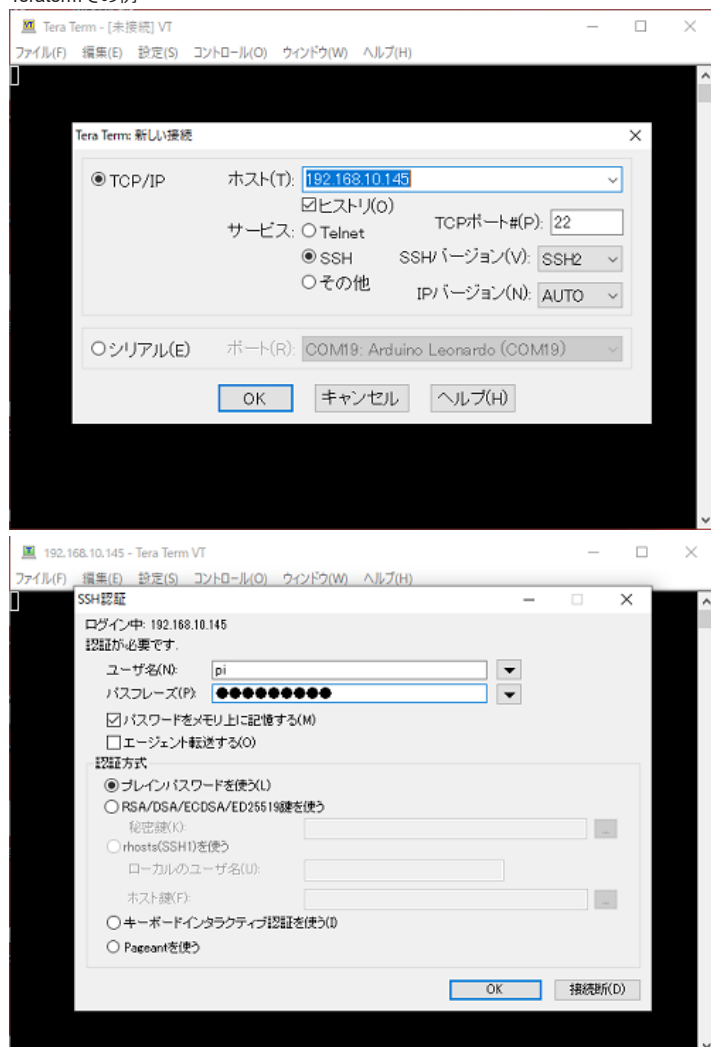 Teratermでの例
Tera Term - [未接続] VT
ファイル(F) 編集(E) 設定(S) コントロール(O) ウィンドウ(W) ヘルプ(H)
Tera Term: 新しい接続
TCP/IP ホスト(T): 192.168.10.145
ヒストリ(O)
サービス: Telnet TCPポート#(P): 22
SSH SSHバージョン(V): SSH2
その他 IPバージョン(N): AUTO
シリアル(E) ポート(R): COM19: Arduino Leonardo (COM19)
OK キャンセル ヘルプ(H)
192.168.10.145 - Tera Term VT
ファイル(F) 編集(E) 設定(S) コントロール(O) ウィンドウ(W) ヘルプ(H)
SSH認証
ログイン中: 192.168.10.145
認証が必要です.
ユーザ名(N): pi
パスフレーズ(P): ●●●●●●●●●
パスワードをメモリ上に記憶する(M)
エージェント転送する(O)
認証方式
プレインパスワードを使う(L)
RSA/DSA/ECDSA/ED25519鍵を使う
秘密鍵(K): ...
rhosts(SSH1)を使う
ローカルのユーザ名(U):
ホスト鍵(F): ...
キーボードインタラクティブ認証を使う(I)
Pageantを使う
OK 接続断(D)